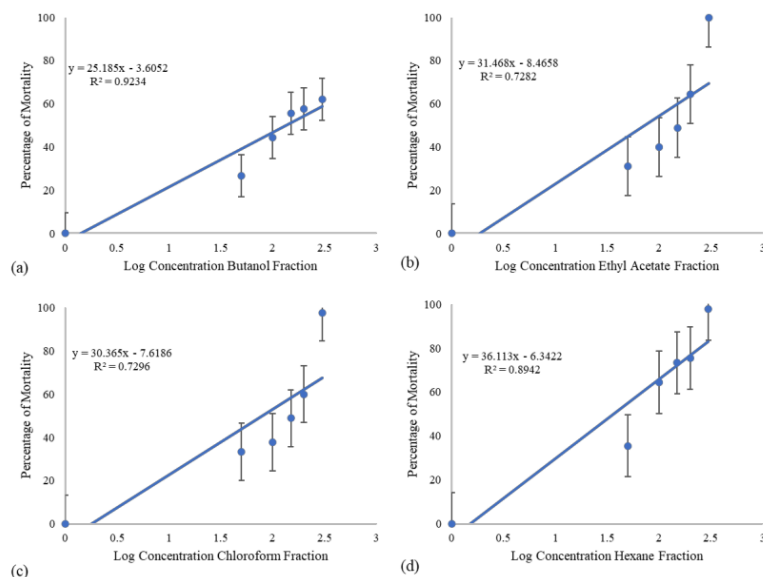 100
80
60
40
20
0
0
0.5
1
1.5
2
2.5
3
Percentage of Mortality
y = 25.185x - 3.6052
R² = 0.9234
(a)
Log Concentration Butanol Fraction
100
80
60
40
20
0
0
0.5
1
1.5
2
2.5
3
Percentage of Mortality
y = 31.468x - 8.4658
R² = 0.7282
(b)
Log Concentration Ethyl Acetate Fraction
100
80
60
40
20
0
0
0.5
1
1.5
2
2.5
3
Percentage of Mortality
y = 30.365x - 7.6186
R² = 0.7296
(c)
Log Concentration Chloroform Fraction
100
80
60
40
20
0
0
0.5
1
1.5
2
2.5
3
Percentage of Mortality
y = 36.113x - 6.3422
R² = 0.8942
(d)
Log Concentration Hexane Fraction